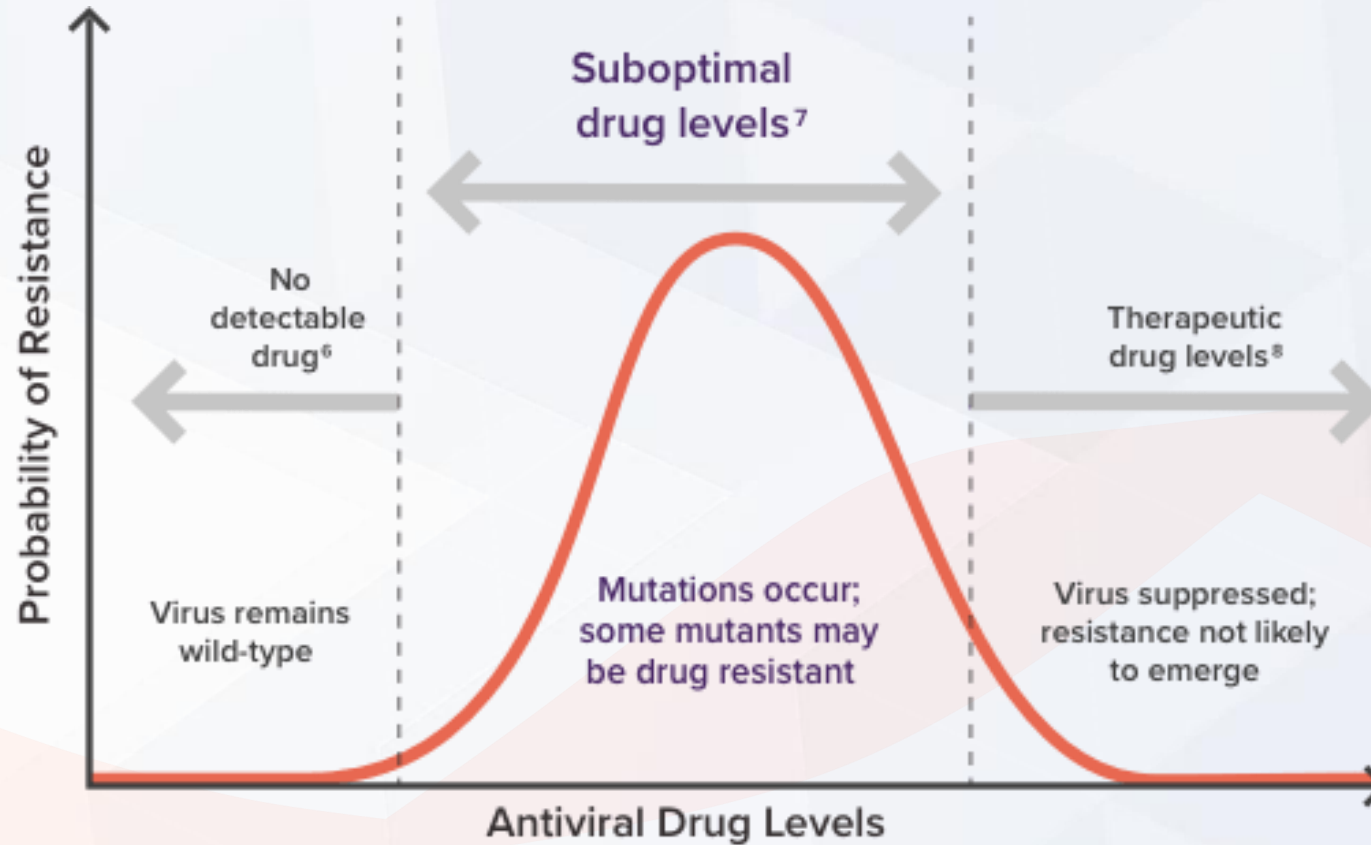 Suboptimal
drug levels⁷
No
detectable
drug⁶
Therapeutic
drug levels⁸
Probability of Resistance
Virus remains
wild-type
Mutations occur;
some mutants may
be drug resistant
Virus suppressed;
resistance not likely
to emerge
Antiviral Drug Levels